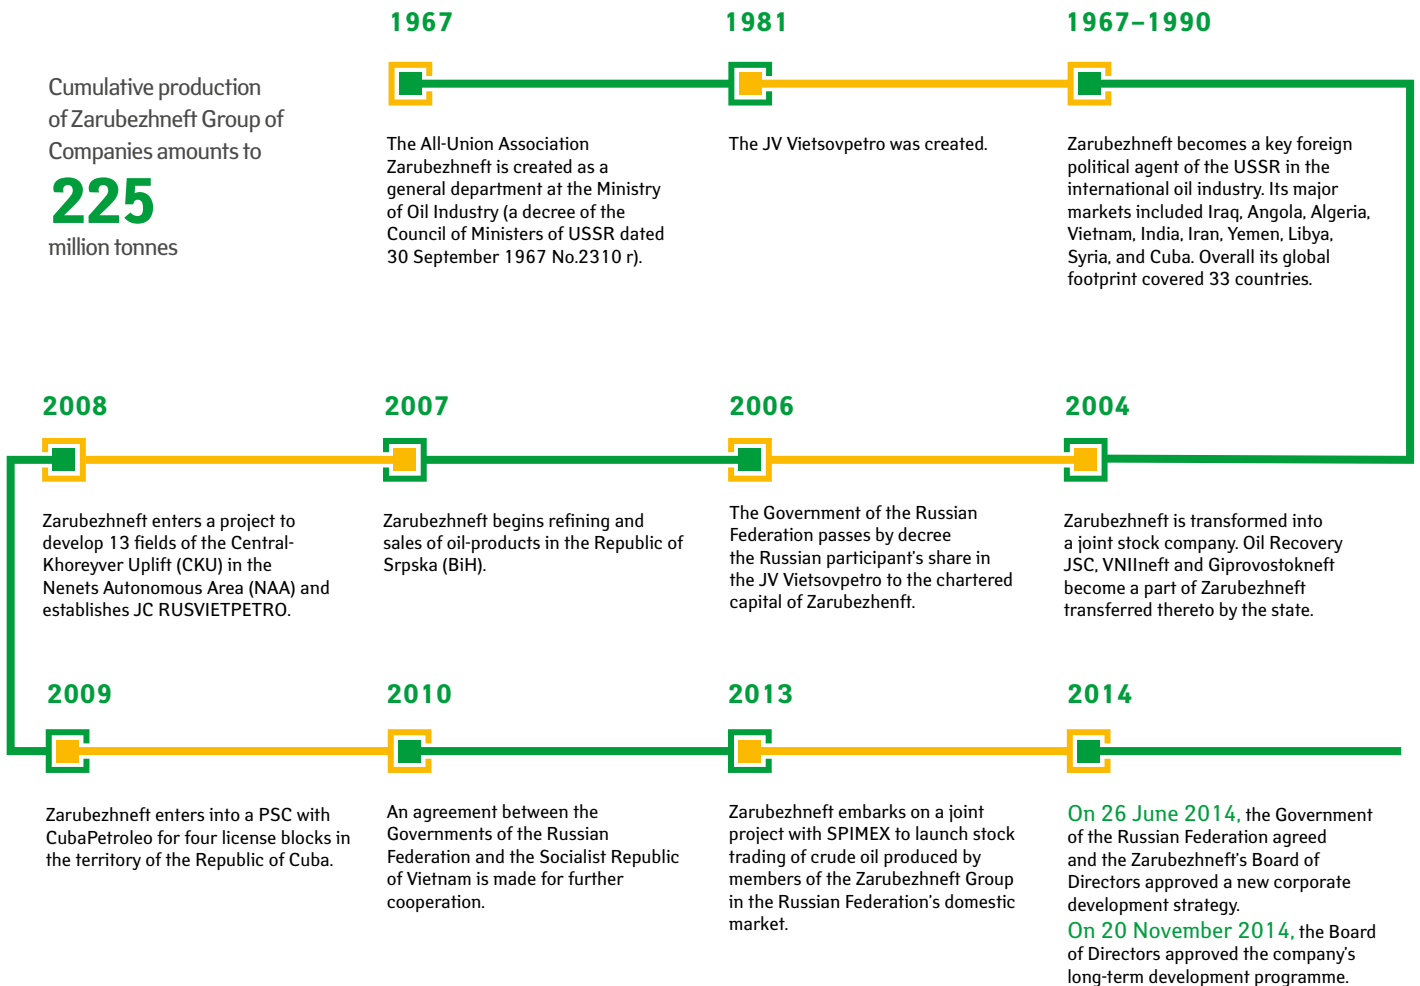 Cumulative production
of Zarubezhneft Group of
Companies amounts to
225
million tonnes
1967
The All-Union Association
Zarubezhneft is created as a
general department at the Ministry
of Oil Industry (a decree of the
Council of Ministers of USSR dated
30 September 1967 No.2310 r).
1981
The JV Vietsovpetro was created.
1967–1990
Zarubezhneft becomes a key foreign
political agent of the USSR in the
international oil industry. Its major
markets included Iraq, Angola, Algeria,
Vietnam, India, Iran, Yemen, Libya,
Syria, and Cuba. Overall its global
footprint covered 33 countries.
2008
Zarubezhneft enters a project to
develop 13 fields of the Central-
Khoreyver Uplift (CKU) in the
Nenets Autonomous Area (NAA) and
establishes JC RUSVIETPETRO.
2007
Zarubezhneft begins refining and
sales of oil-products in the Republic of
Srpska (BiH).
2006
The Government of the Russian
Federation passes by decree
the Russian participant's share in
the JV Vietsovpetro to the chartered
capital of Zarubezhenft.
2004
Zarubezhneft is transformed into
a joint stock company. Oil Recovery
JSC, VNIIneft and Giprovostokneft
become a part of Zarubezhneft
transferred thereto by the state.
2009
Zarubezhneft enters into a PSC with
CubaPetroleo for four license blocks in
the territory of the Republic of Cuba.
2010
An agreement between the
Governments of the Russian
Federation and the Socialist Republic
of Vietnam is made for further
cooperation.
2013
Zarubezhneft embarks on a joint
project with SPIMEX to launch stock
trading of crude oil produced by
members of the Zarubezhneft Group
in the Russian Federation's domestic
market.
2014
On 26 June 2014, the Government
of the Russian Federation agreed
and the Zarubezhneft's Board of
Directors approved a new corporate
development strategy.
On 20 November 2014, the Board
of Directors approved the company's
long-term development programme.